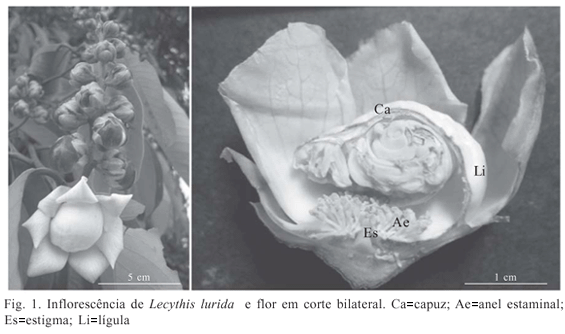 Ca
Li
Ae
Es
5 cm
1 cm
Fig. 1. Inflorescência de Lecythis lurida e flor em corte bilateral. Ca=capuz; Ae=anel estaminal;
Es=estigma; Li=lígula